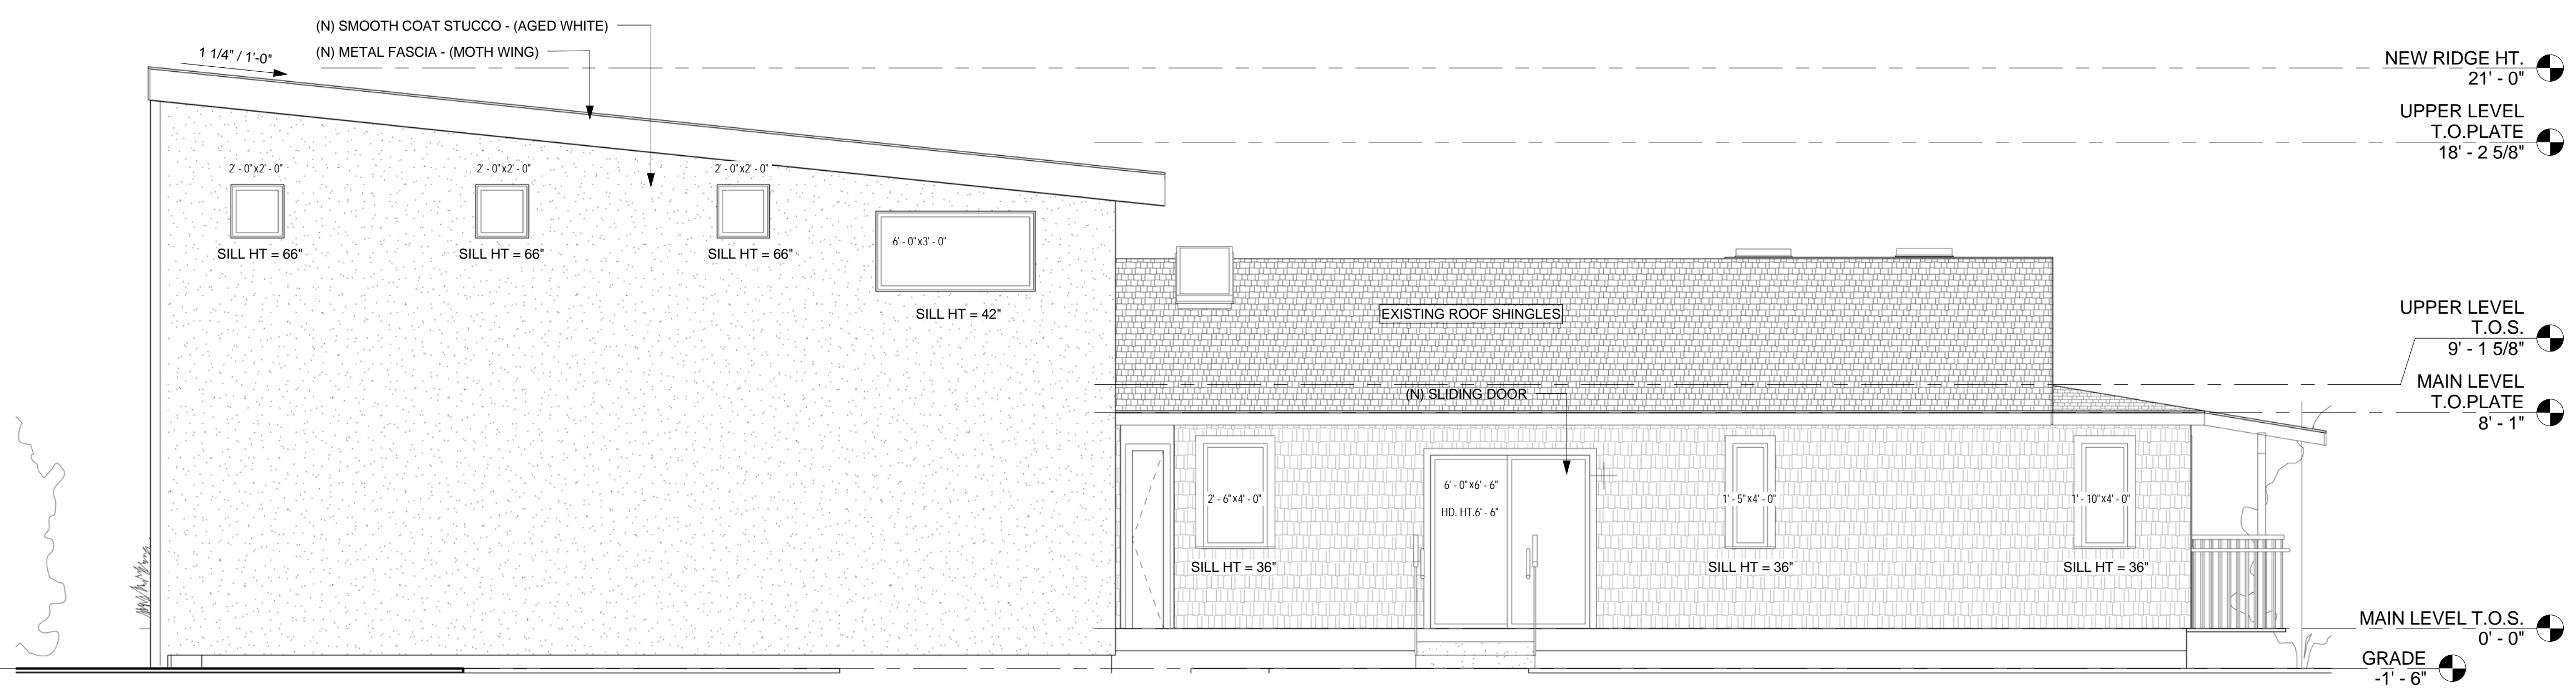 (N) SMOOTH COAT STUCCO - (AGED WHITE)
(N) METAL FASCIA - (MOTH WING)
1 1/4" / 1'-0"
NEW RIDGE HT.
21' - 0"
UPPER LEVEL
T.O.PLATE
18' - 2 5/8"
2' - 0"x2' - 0"
2' - 0"x2' - 0"
2' - 0"x2' - 0"
6' - 0"x3' - 0"
SILL HT = 66"
SILL HT = 66"
SILL HT = 66"
SILL HT = 42"
EXISTING ROOF SHINGLES
UPPER LEVEL
T.O.S.
9' - 1 5/8"
(N) SLIDING DOOR
MAIN LEVEL
T.O.PLATE
8' - 1"
2' - 6"x4' - 0"
6' - 0"x6' - 6"
HD. HT.6' - 6"
1' - 5"x4' - 0"
1' - 10"x4' - 0"
SILL HT = 36"
SILL HT = 36"
SILL HT = 36"
MAIN LEVEL T.O.S.
0' - 0"
GRADE
-1' - 6"